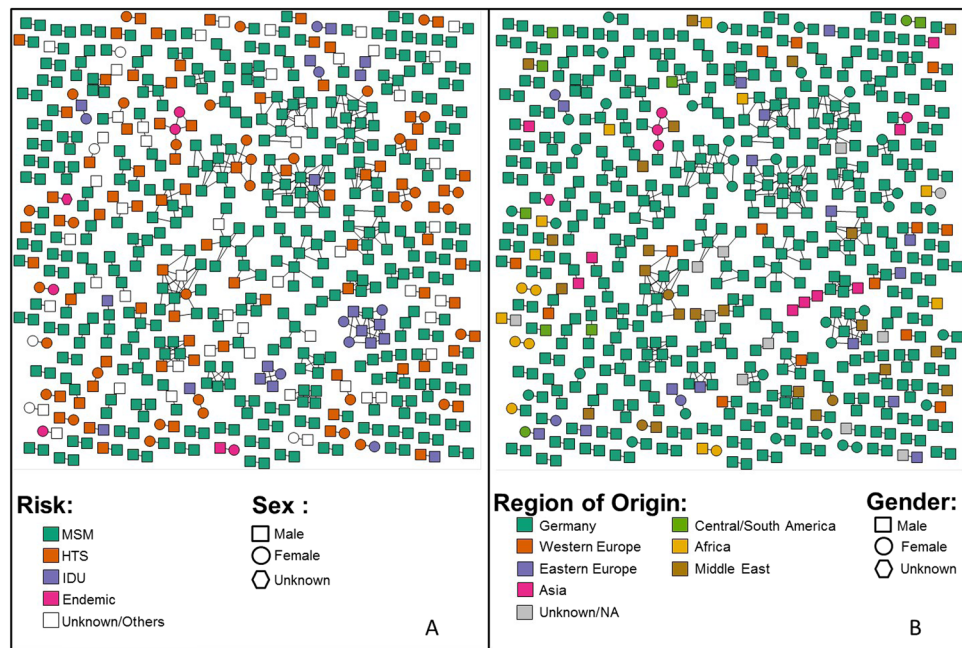 Risk:
MSM
HTS
IDU
Endemic
Unknown/Others
Sex :
Male
Female
Unknown
A
Region of Origin:
Germany
Western Europe
Eastern Europe
Asia
Unknown/NA
Central/South America
Africa
Middle East
Gender:
Male
Female
Unknown
B